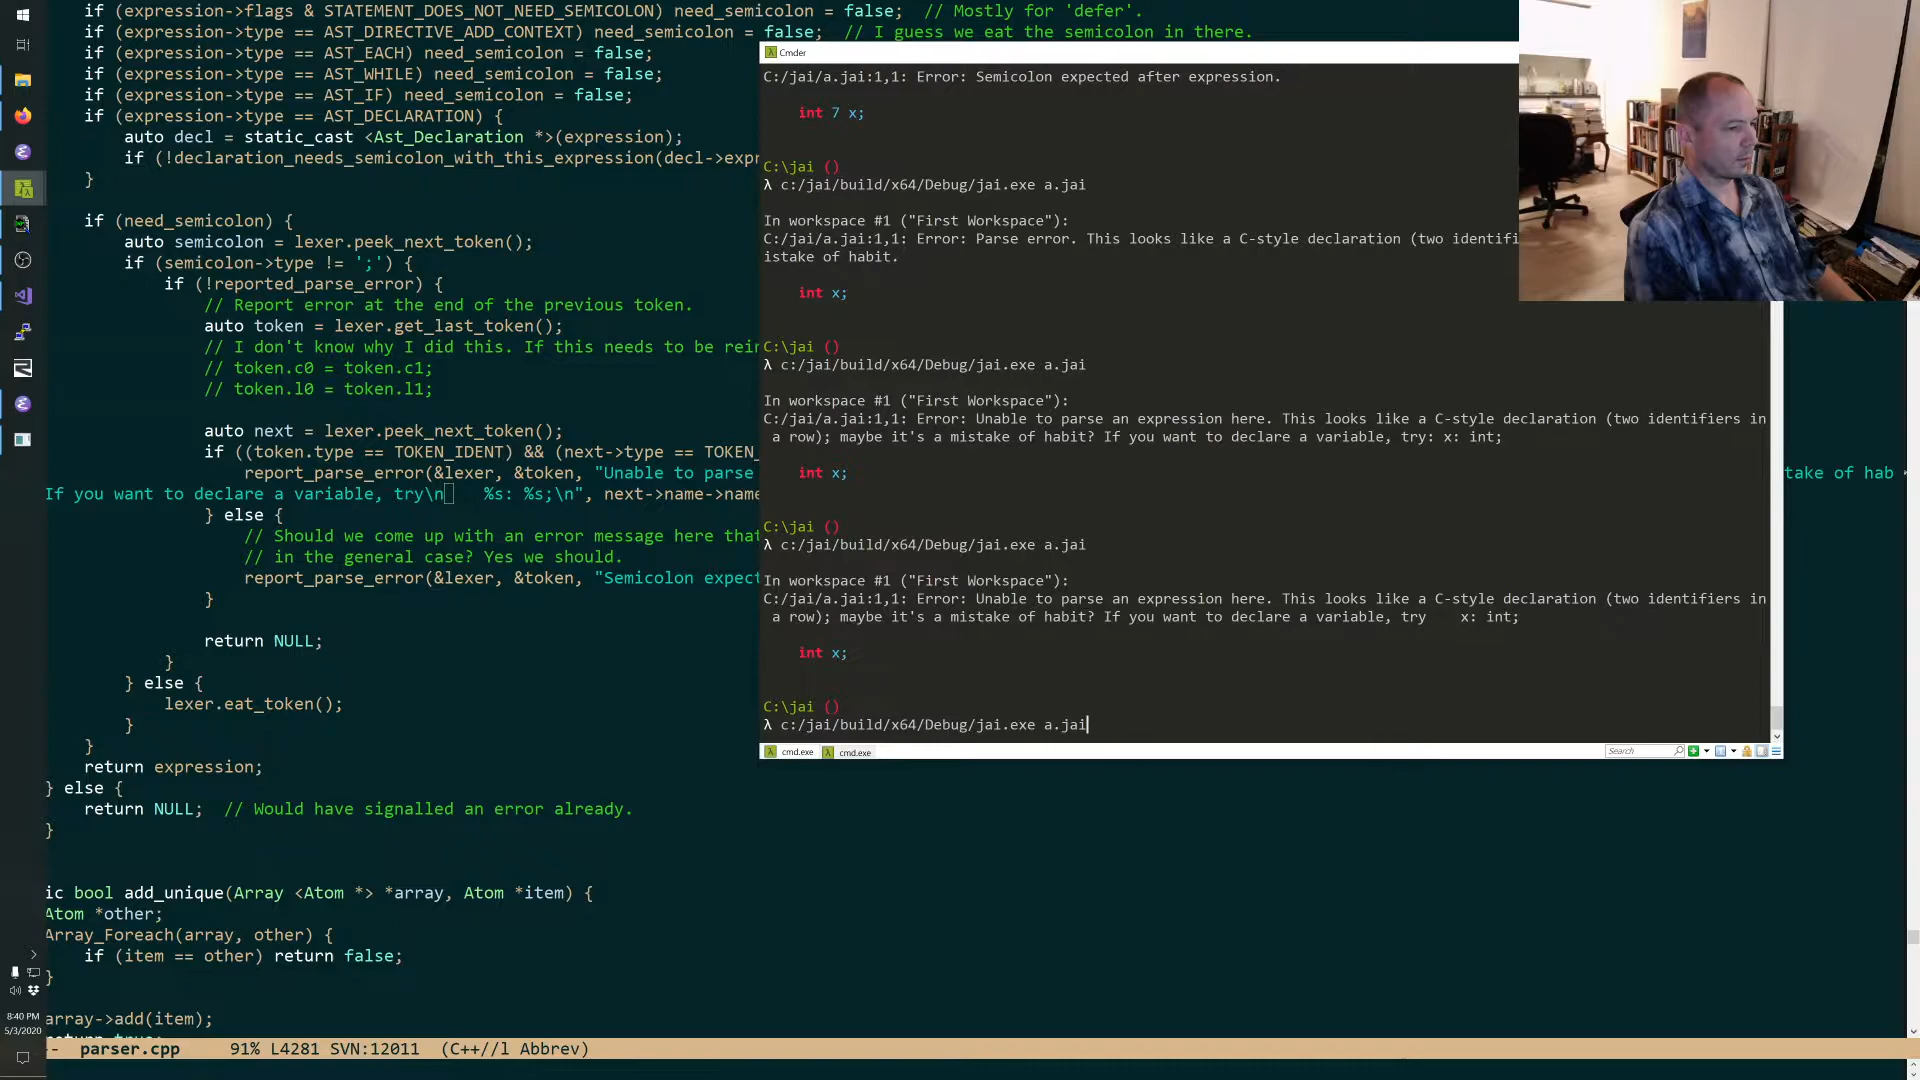 if (expression->flags & STATEMENT_DOES_NOT_NEED_SEMICOLON) need_semicolon = false;  // Mostly for 'defer'.
if (expression->type == AST_DIRECTIVE_ADD_CONTEXT) need_semicolon = false;  // I guess we eat the semicolon in there.
if (expression->type == AST_EACH) need_semicolon = false;
if (expression->type == AST_WHILE) need_semicolon = false;
if (expression->type == AST_IF) need_semicolon = false;
if (expression->type == AST_DECLARATION) {
auto decl = static_cast <Ast_Declaration *>(expression);
if (!declaration_needs_semicolon_with_this_expression(decl->exp
}
if (need_semicolon) {
auto semicolon = lexer.peek_next_token();
if (semicolon->type != ';') {
if (!reported_parse_error) {
// Report error at the end of the previous token.
auto token = lexer.get_last_token();
// I don't know why I did this. If this needs to be rei
// token.c0 = token.c1;
// token.l0 = token.l1;
auto next = lexer.peek_next_token();
if ((token.type == TOKEN_IDENT) && (next->type == TOKEN_
report_parse_error(&lexer, &token, "Unable to parse
take of hab
If you want to declare a variable, try\n   %s: %s;\n", next->name->name
} else {
// Should we come up with an error message here tha
// in the general case? Yes we should.
report_parse_error(&lexer, &token, "Semicolon expec
}
return NULL;
}
} else {
lexer.eat_token();
}
}
return expression;
} else {
return NULL;  // Would have signalled an error already.
}
ic bool add_unique(Array <Atom *> *array, Atom *item) {
Atom *other;
Array_Foreach(array, other) {
if (item == other) return false;
}
array->add(item);
-- parser.cpp 91% L4281 SVN:12011 (C++//l Abbrev)
Cmder
C:/jai/a.jai:1,1: Error: Semicolon expected after expression.
int 7 x;
C:\jai ()
λ c:/jai/build/x64/Debug/jai.exe a.jai
In workspace #1 ("First Workspace"):
C:/jai/a.jai:1,1: Error: Parse error. This looks like a C-style declaration (two identifi
istake of habit.
int x;
C:\jai ()
λ c:/jai/build/x64/Debug/jai.exe a.jai
In workspace #1 ("First Workspace"):
C:/jai/a.jai:1,1: Error: Unable to parse an expression here. This looks like a C-style declaration (two identifiers in
a row); maybe it's a mistake of habit? If you want to declare a variable, try: x: int;
int x;
C:\jai ()
λ c:/jai/build/x64/Debug/jai.exe a.jai
In workspace #1 ("First Workspace"):
C:/jai/a.jai:1,1: Error: Unable to parse an expression here. This looks like a C-style declaration (two identifiers in
a row); maybe it's a mistake of habit? If you want to declare a variable, try    x: int;
int x;
C:\jai ()
λ c:/jai/build/x64/Debug/jai.exe a.jai
cmd.exe cmd.exe Search
8:40 PM
5/3/2020